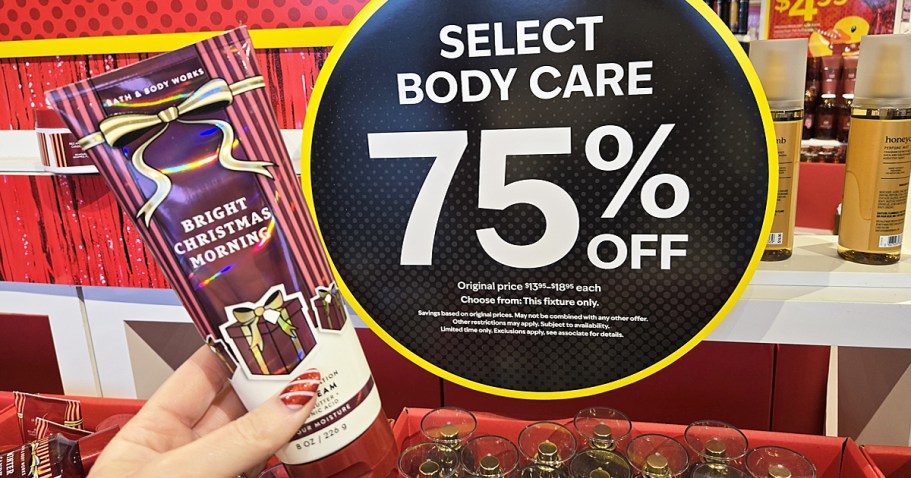 $4
BATH & BODY WORKS
BRIGHT
CHRISTMAS
MORNING
8 OZ / 226 g
SELECT
BODY CARE
75% OFF
Original price $13.95-$18.95 each
Choose from: This fixture only.
Savings based on original prices. May not be combined with any other offer.
Other restrictions may apply. Subject to availability.
Limited time only. Exclusions apply, see associate for details.
WINTER